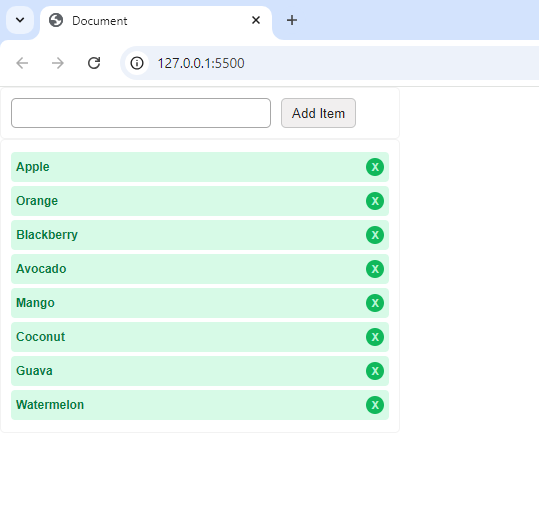 Document
127.0.0.1:5500
Add Item
Apple X
Orange X
Blackberry X
Avocado X
Mango X
Coconut X
Guava X
Watermelon X